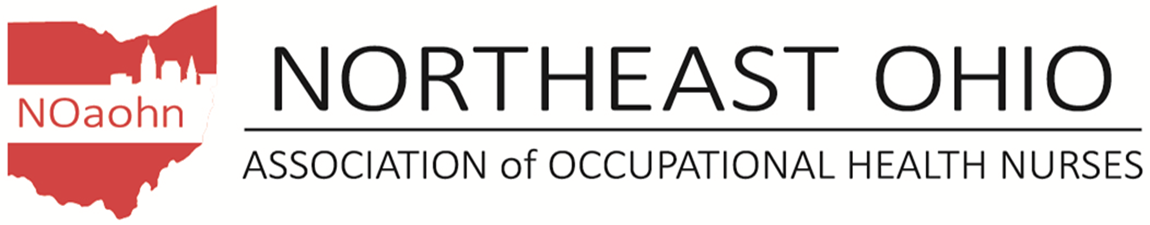 NOaohn
NORTHEAST OHIO
ASSOCIATION of OCCUPATIONAL HEALTH NURSES